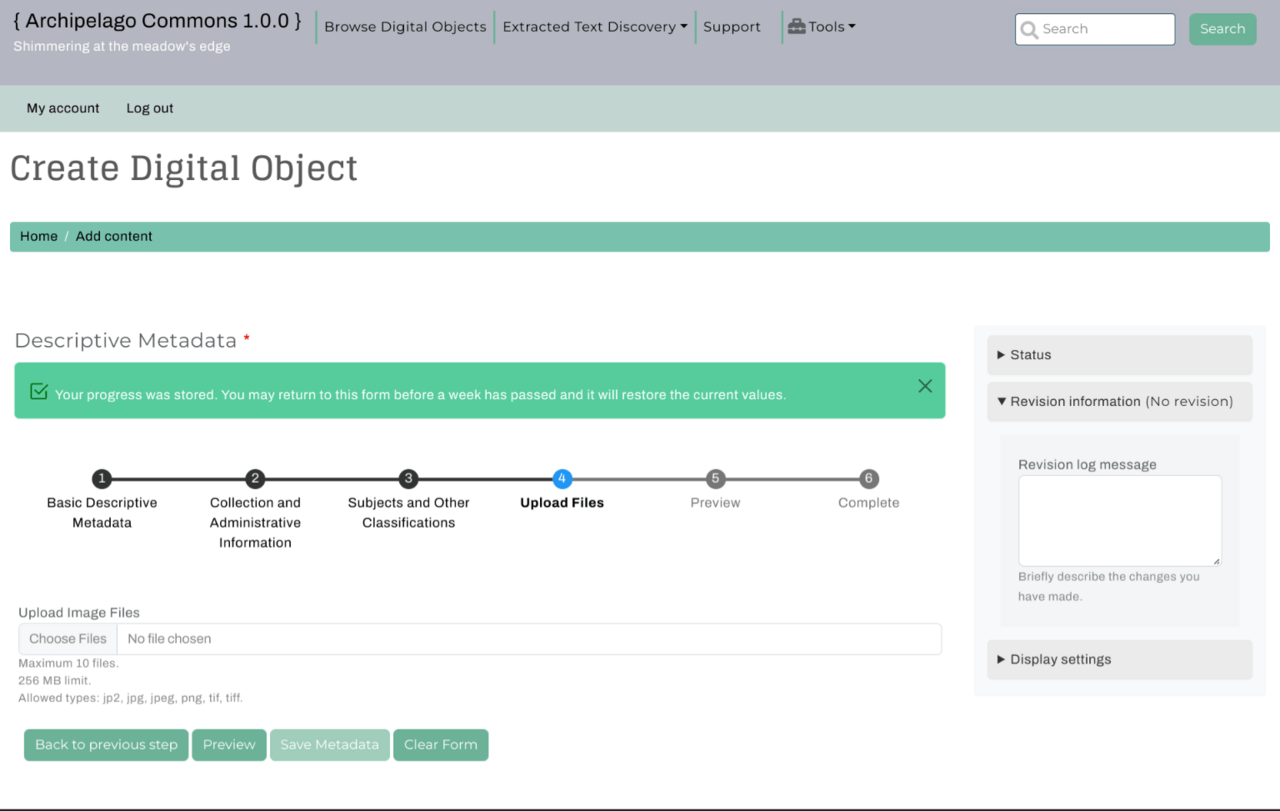 { Archipelago Commons 1.0.0 }
Shimmering at the meadow's edge
Browse Digital Objects
Extracted Text Discovery
Support
Tools
Search
Search
My account
Log out
Create Digital Object
Home / Add content
Descriptive Metadata *
Your progress was stored. You may return to this form before a week has passed and it will restore the current values.
1
Basic Descriptive
Metadata
2
Collection and
Administrative
Information
3
Subjects and Other
Classifications
4
Upload Files
5
Preview
6
Complete
Upload Image Files
Choose Files No file chosen
Maximum 10 files.
256 MB limit.
Allowed types: jp2, jpg, jpeg, png, tif, tiff.
Back to previous step
Preview
Save Metadata
Clear Form
Status
Revision information (No revision)
Revision log message
Briefly describe the changes you
have made.
Display settings